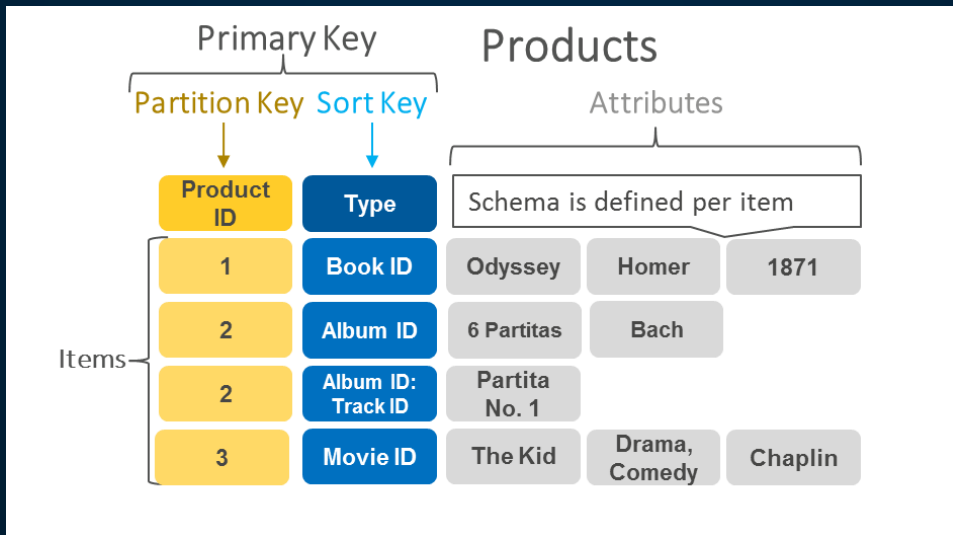 Primary Key
Products
Partition Key
Sort Key
Attributes
Product
ID
Type
Schema is defined per item
1
Book ID
Odyssey
Homer
1871
2
Album ID
6 Partitas
Bach
Items
2
Album ID:
Track ID
Partita
No. 1
3
Movie ID
The Kid
Drama,
Comedy
Chaplin